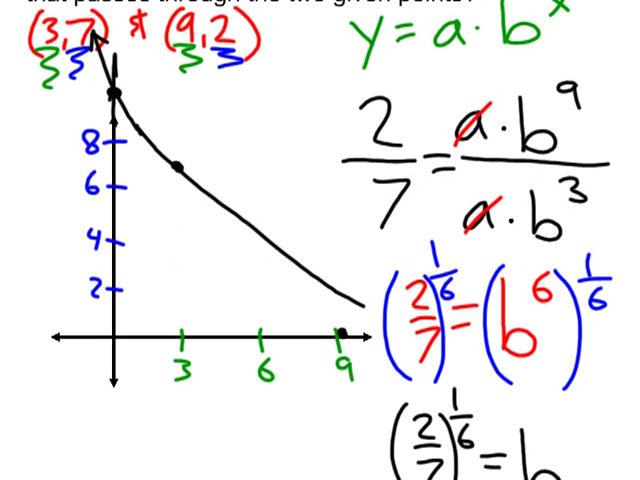 that passes through the two given points?
(3,7) & (9,2)
y = a · b^x
2/7 = a · b^9 / a · b^3
8
6
4
2
3 6 9
(2/7)^1/6 = (b^6)^1/6
(2/7)^1/6 = b